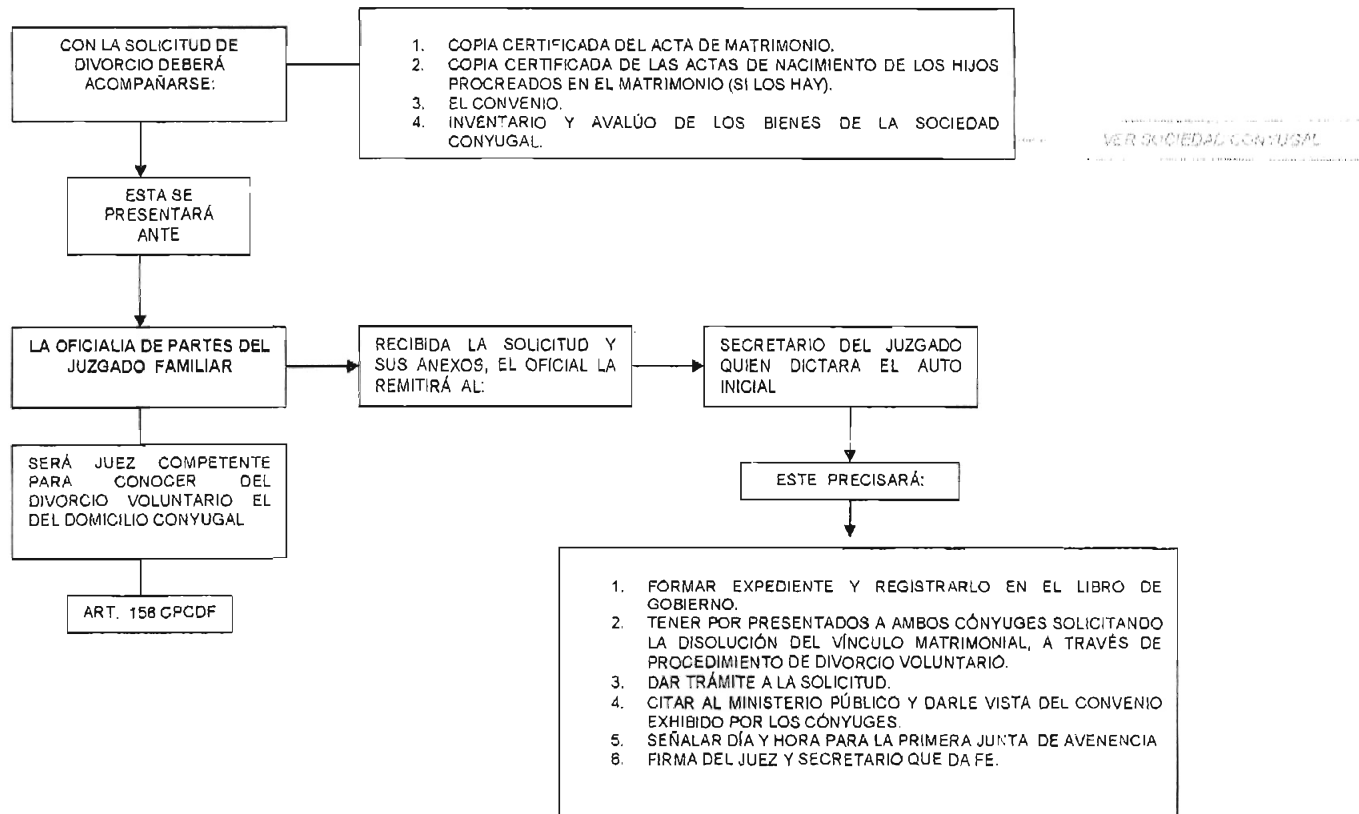 CON LA SOLICITUD DE
DIVORCIO DEBERÁ
ACOMPAÑARSE:
1. COPIA CERTIFICADA DEL ACTA DE MATRIMONIO.
2. COPIA CERTIFICADA DE LAS ACTAS DE NACIMIENTO DE LOS HIJOS
PROCREADOS EN EL MATRIMONIO (SI LOS HAY).
3. EL CONVENIO.
4. INVENTARIO Y AVALÚO DE LOS BIENES DE LA SOCIEDAD
CONYUGAL.
VER SOCIEDAD CONYUGAL
ESTA SE
PRESENTARÁ
ANTE
LA OFICIALIA DE PARTES DEL
JUZGADO FAMILIAR
RECIBIDA LA SOLICITUD Y
SUS ANEXOS, EL OFICIAL LA
REMITIRÁ AL:
SECRETARIO DEL JUZGADO
QUIEN DICTARA EL AUTO
INICIAL
SERÁ JUEZ COMPETENTE
PARA CONOCER DEL
DIVORCIO VOLUNTARIO EL
DEL DOMICILIO CONYUGAL
ESTE PRECISARÁ:
ART. 158 CPCDF
1. FORMAR EXPEDIENTE Y REGISTRARLO EN EL LIBRO DE
GOBIERNO.
2. TENER POR PRESENTADOS A AMBOS CÓNYUGES SOLICITANDO
LA DISOLUCIÓN DEL VÍNCULO MATRIMONIAL, A TRAVÉS DE
PROCEDIMIENTO DE DIVORCIO VOLUNTARIO.
3. DAR TRÁMITE A LA SOLICITUD.
4. CITAR AL MINISTERIO PÚBLICO Y DARLE VISTA DEL CONVENIO
EXHIBIDO POR LOS CÓNYUGES.
5. SEÑALAR DÍA Y HORA PARA LA PRIMERA JUNTA DE AVENENCIA
6. FIRMA DEL JUEZ Y SECRETARIO QUE DA FE.